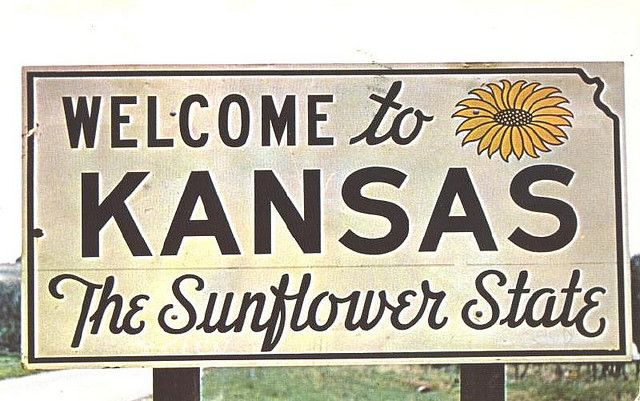 WELCOME to
KANSAS
The Sunflower State